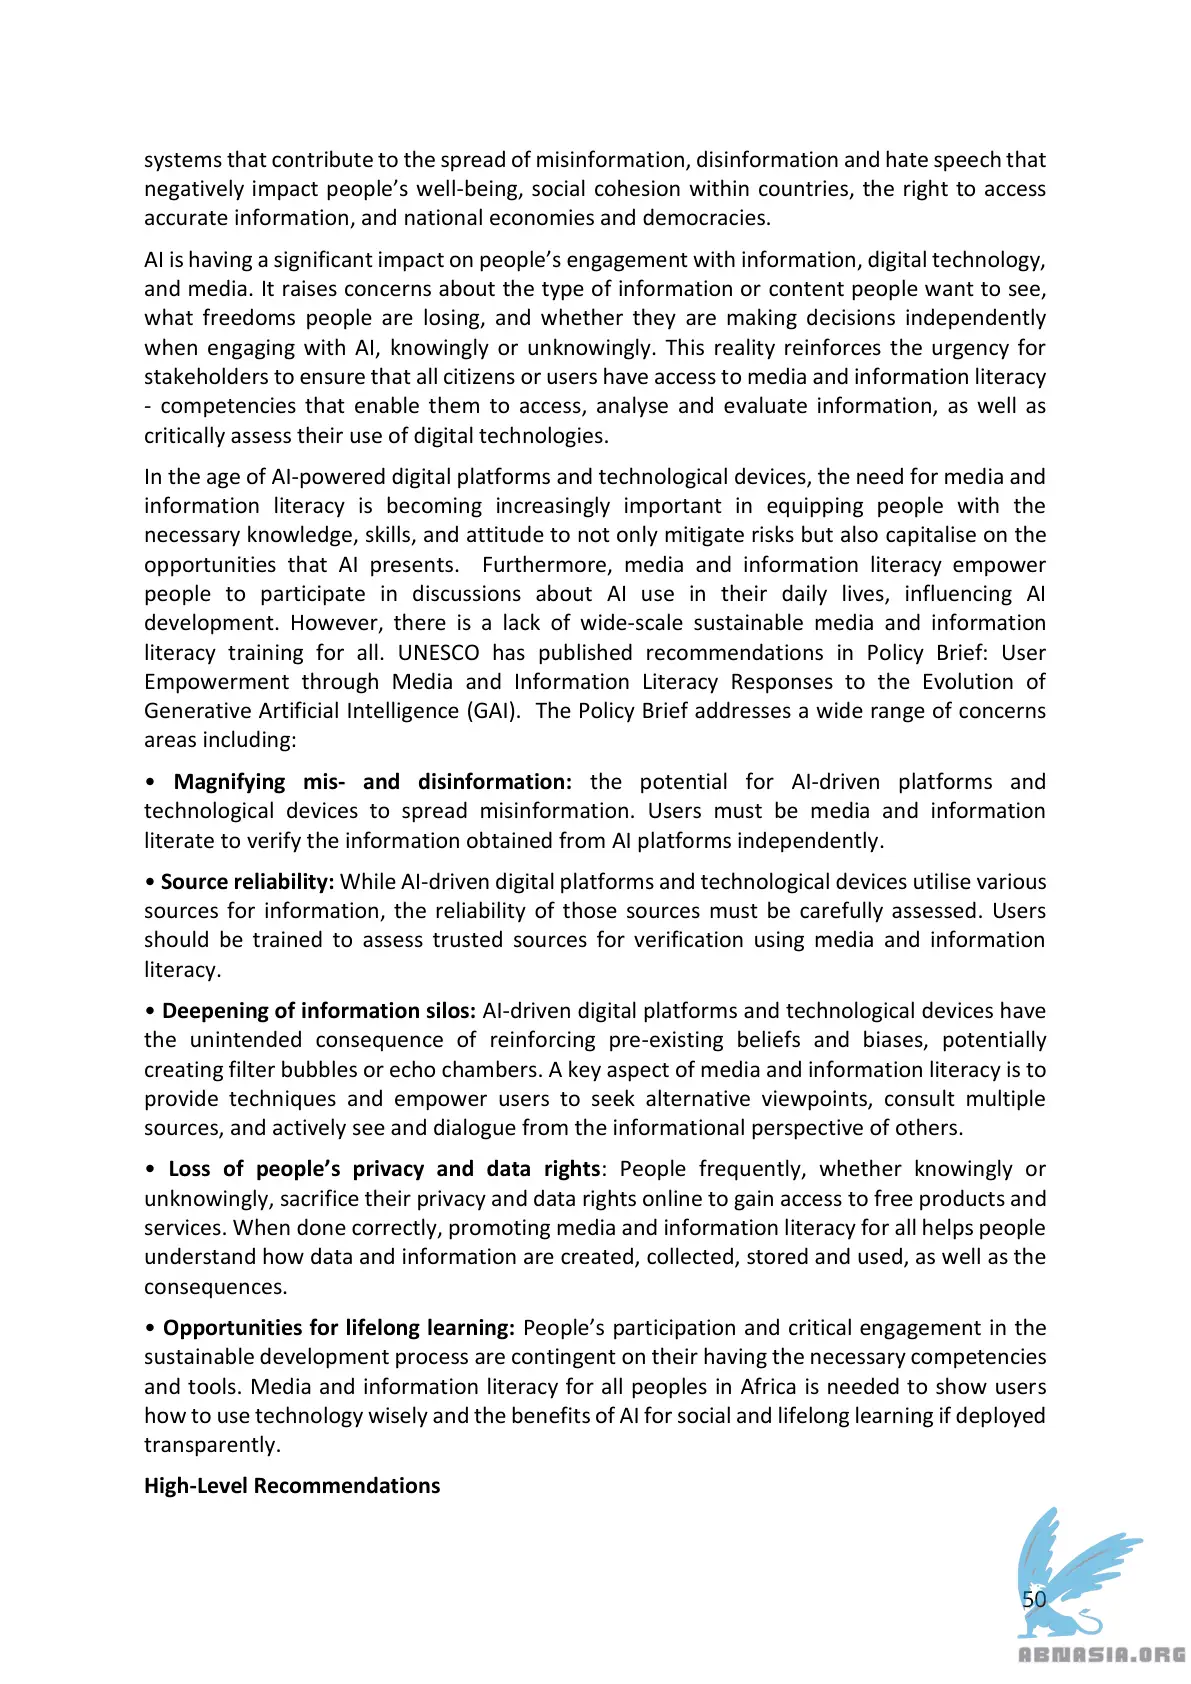 systems that contribute to the spread of misinformation, disinformation and hate speech that
negatively impact people’s well-being, social cohesion within countries, the right to access
accurate information, and national economies and democracies.
AI is having a significant impact on people’s engagement with information, digital technology,
and media. It raises concerns about the type of information or content people want to see,
what freedoms people are losing, and whether they are making decisions independently
when engaging with AI, knowingly or unknowingly. This reality reinforces the urgency for
stakeholders to ensure that all citizens or users have access to media and information literacy
- competencies that enable them to access, analyse and evaluate information, as well as
critically assess their use of digital technologies.
In the age of AI-powered digital platforms and technological devices, the need for media and
information literacy is becoming increasingly important in equipping people with the
necessary knowledge, skills, and attitude to not only mitigate risks but also capitalise on the
opportunities that AI presents.  Furthermore, media and information literacy empower
people to participate in discussions about AI use in their daily lives, influencing AI
development. However, there is a lack of wide-scale sustainable media and information
literacy training for all. UNESCO has published recommendations in Policy Brief: User
Empowerment through Media and Information Literacy Responses to the Evolution of
Generative Artificial Intelligence (GAI).  The Policy Brief addresses a wide range of concerns
areas including:
• Magnifying mis- and disinformation: the potential for AI-driven platforms and
technological devices to spread misinformation. Users must be media and information
literate to verify the information obtained from AI platforms independently.
• Source reliability: While AI-driven digital platforms and technological devices utilise various
sources for information, the reliability of those sources must be carefully assessed. Users
should be trained to assess trusted sources for verification using media and information
literacy.
• Deepening of information silos: AI-driven digital platforms and technological devices have
the unintended consequence of reinforcing pre-existing beliefs and biases, potentially
creating filter bubbles or echo chambers. A key aspect of media and information literacy is to
provide techniques and empower users to seek alternative viewpoints, consult multiple
sources, and actively see and dialogue from the informational perspective of others.
• Loss of people’s privacy and data rights: People frequently, whether knowingly or
unknowingly, sacrifice their privacy and data rights online to gain access to free products and
services. When done correctly, promoting media and information literacy for all helps people
understand how data and information are created, collected, stored and used, as well as the
consequences.
• Opportunities for lifelong learning: People’s participation and critical engagement in the
sustainable development process are contingent on their having the necessary competencies
and tools. Media and information literacy for all peoples in Africa is needed to show users
how to use technology wisely and the benefits of AI for social and lifelong learning if deployed
transparently.
High-Level Recommendations
50
ABNASIA.ORG